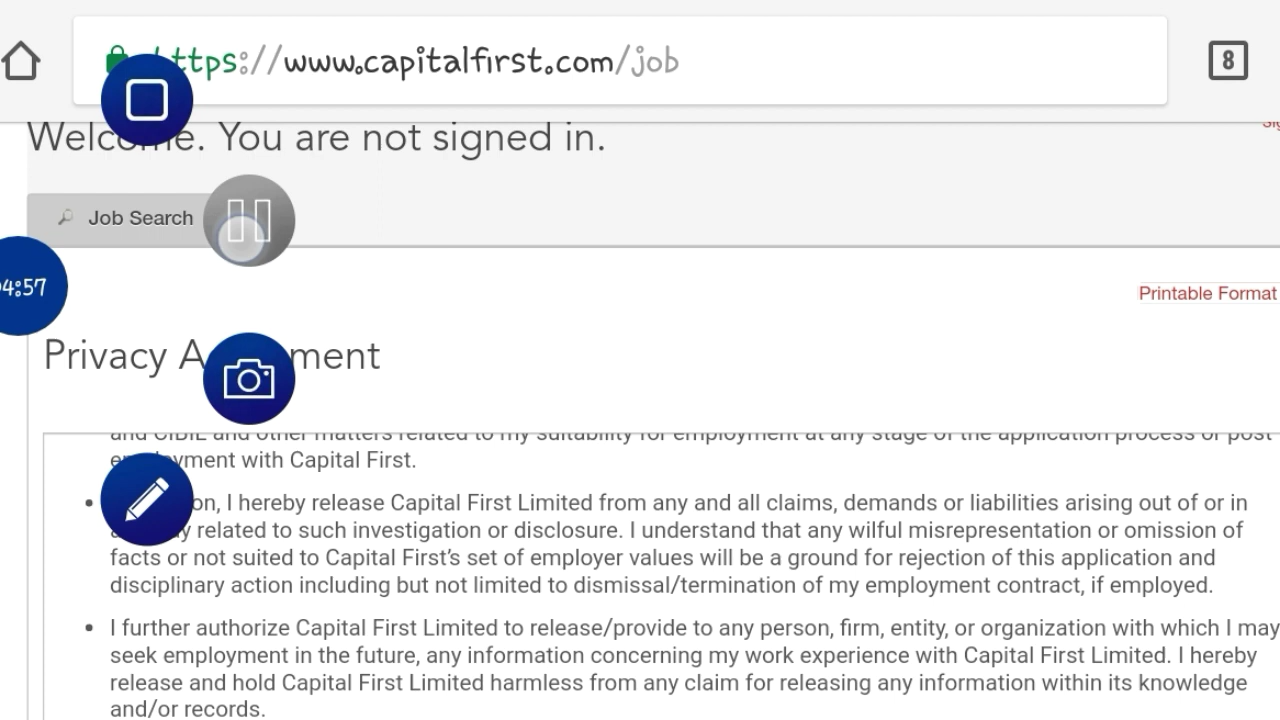 https://www.capitalfirst.com/job
8
Welcome. You are not signed in.
Job Search
4:57
Printable Format
Privacy A ment
and CIBIL and other matters related to my suitability for employment at any stage of the application process or post
employment with Capital First.
• on, I hereby release Capital First Limited from any and all claims, demands or liabilities arising out of or in
related to such investigation or disclosure. I understand that any wilful misrepresentation or omission of
facts or not suited to Capital First's set of employer values will be a ground for rejection of this application and
disciplinary action including but not limited to dismissal/termination of my employment contract, if employed.
• I further authorize Capital First Limited to release/provide to any person, firm, entity, or organization with which I may
seek employment in the future, any information concerning my work experience with Capital First Limited. I hereby
release and hold Capital First Limited harmless from any claim for releasing any information within its knowledge
and/or records.